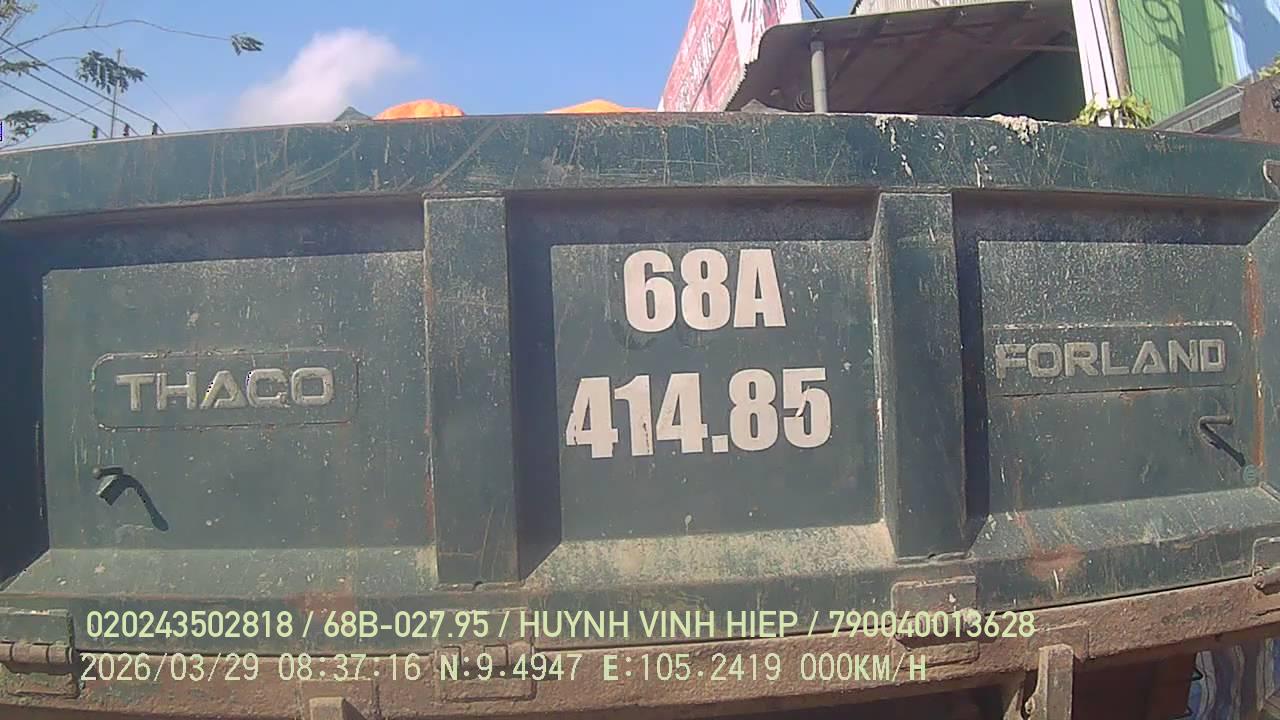 68A
THACO
414.85
FORLAND
020243502818 / 68B-027.95 / HUYNH VINH HIEP / 790040013628
2026/03/29 08:37:16 N:9.4947 E:105.2419 000KM/H